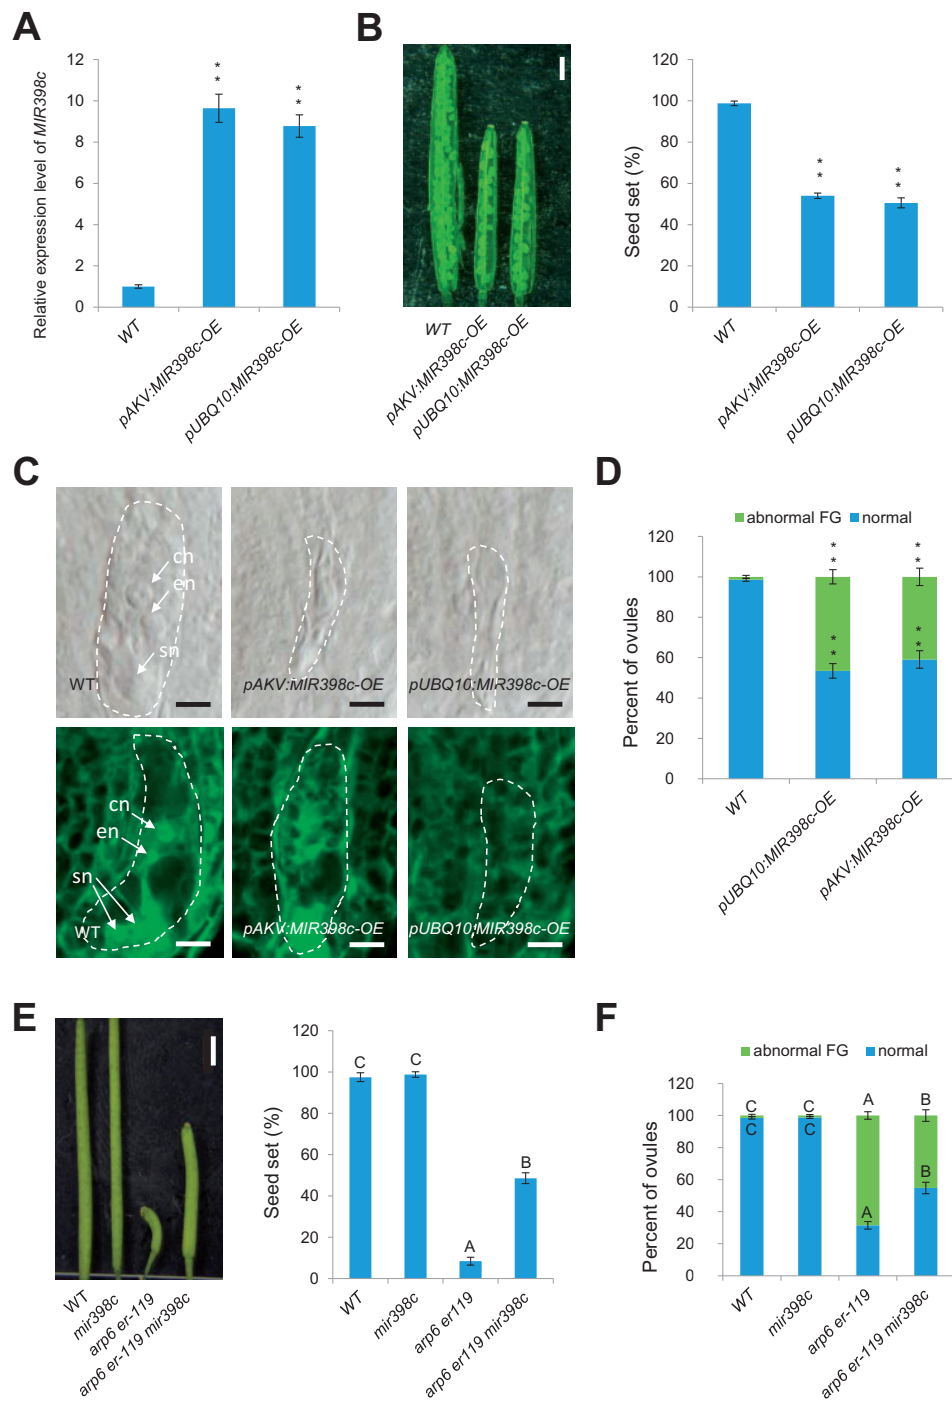 A
Relative expression level of MIR398c
12
10
8
6
4
2
0
* *
* *
WT
pAKV:MIR398c-OE
pUBQ10:MIR398c-OE
B
WT
pAKV:MIR398c-OE
pUBQ10:MIR398c-OE
Seed set (%)
120
100
80
60
40
20
0
* *
* *
WT
pAKV:MIR398c-OE
pUBQ10:MIR398c-OE
C
cn
en
sn
WT
pAKV:MIR398c-OE
pUBQ10:MIR398c-OE
cn
en
sn
WT
pAKV:MIR398c-OE
pUBQ10:MIR398c-OE
D
abnormal FG normal
Percent of ovules
120
100
80
60
40
20
0
* *
* *
* *
* *
WT
pUBQ10:MIR398c-OE
pAKV:MIR398c-OE
E
WT
mir398c
arp6 er-119
arp6 er-119 mir398c
Seed set (%)
120
100
80
60
40
20
0
C
C
A
B
WT
mir398c
arp6 er119
arp6 er119 mir398c
F
abnormal FG normal
Percent of ovules
120
100
80
60
40
20
0
C C A B
C C A B
WT
mir398c
arp6 er-119
arp6 er-119 mir398c